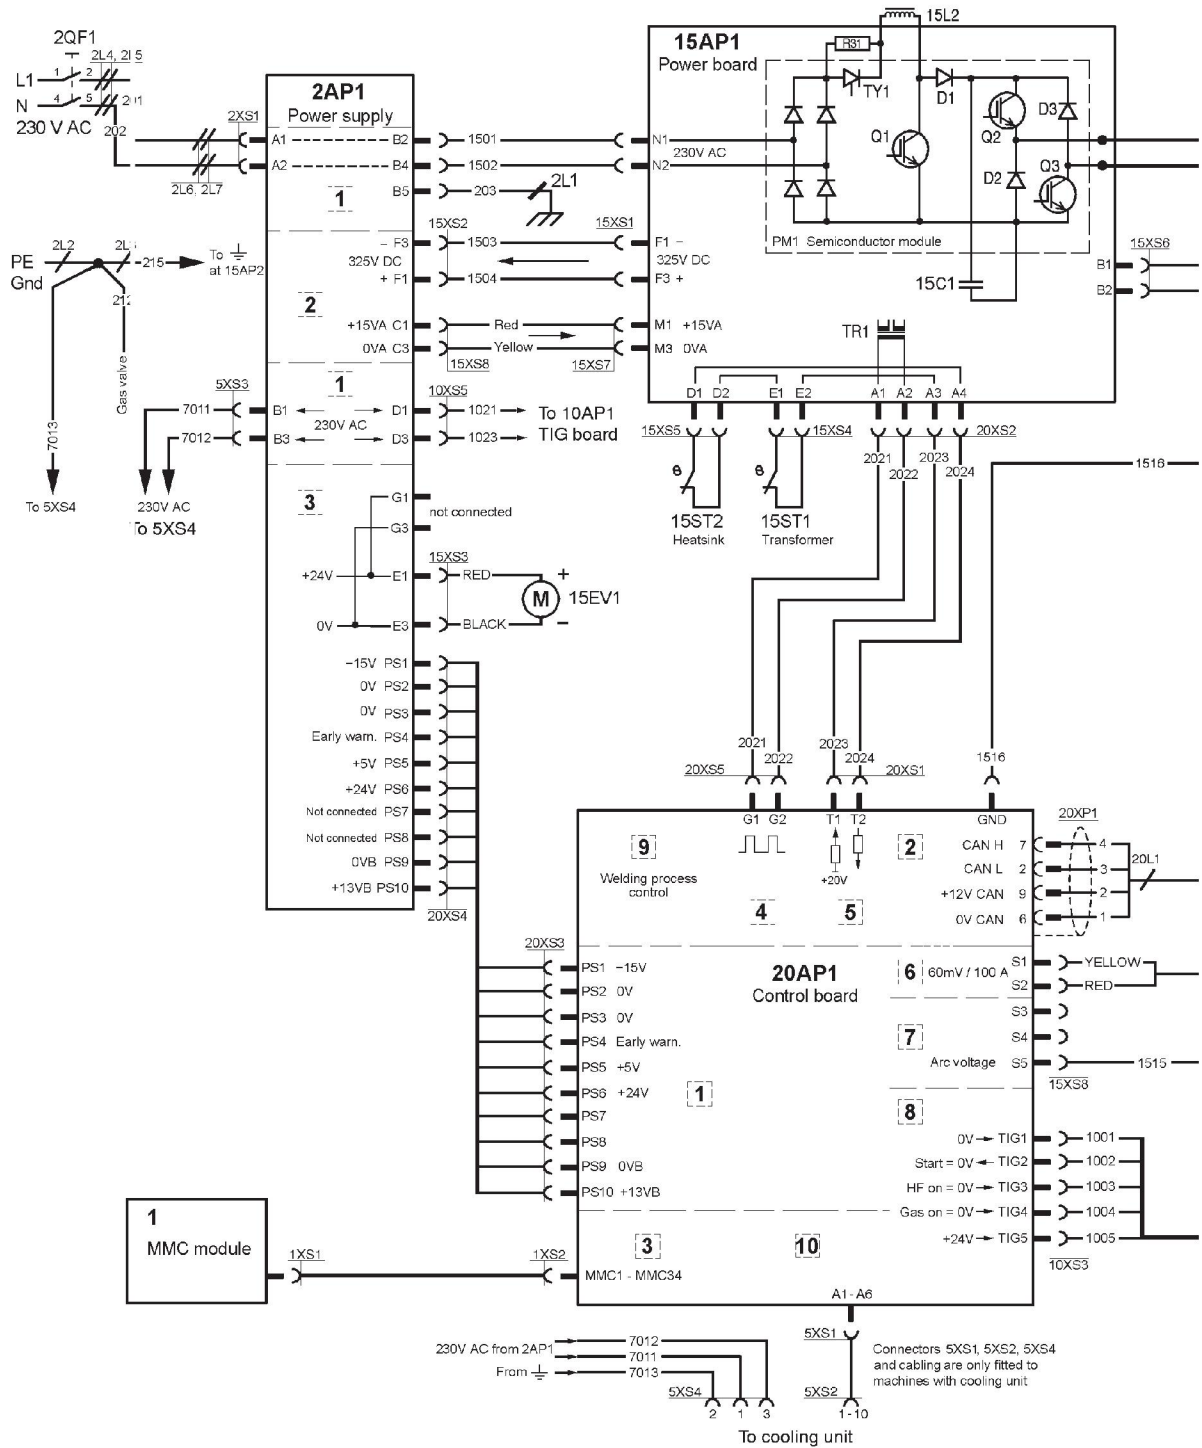 2QF1
2L4, 2L5
L1
1
2
N
4
5
201
230 V AC
202
2XS1
2L6, 2L7
2AP1
Power supply
A1
B2
1501
A2
B4
1502
B5
203
2L1
1
15XS2
15XS1
– F3
1503
F1 –
325V DC
325V DC
+ F1
1504
F3 +
2
+15VA C1
Red
M1 +15VA
0VA C3
Yellow
M3 0VA
15XS8
15XS7
15AP1
Power board
15L2
R31
TY1
D1
D3
Q1
Q2
D2
Q3
N1
230V AC
N2
PM1 Semiconductor module
15C1
15XS6
B1
B2
TR1
D1
D2
E1
E2
A1
A2
A3
A4
15XS5
15XS4
20XS2
2021
2022
2023
2024
1516
θ
θ
15ST2
Heatsink
15ST1
Transformer
PE
Gnd
2L2
215
To
at 15AP2
212
Gas valve
7013
To 5XS4
5XS3
7011
7012
230V AC
To 5XS4
1
10XS5
B1
D1
1021
To 10AP1
230V AC
B3
D3
1023
TIG board
3
G1
not connected
G3
15XS3
+24V
E1
RED
+
M
15EV1
0V
E3
BLACK
–
–15V PS1
0V PS2
0V PS3
Early warn. PS4
+5V PS5
+24V PS6
Not connected PS7
Not connected PS8
0VB PS9
+13VB PS10
20XS4
2021
2022
2023
2024
1516
20XS5
20XS1
G1
G2
T1
T2
GND
20XP1
9
Welding process
control
+20V
2
4
5
CAN H 7
4
CAN L 2
3
+12V CAN 9
2
0V CAN 6
1
20L1
20XS3
20AP1
Control board
6
60mV / 100 A
S1
YELLOW
S2
RED
7
S3
S4
Arc voltage S5
1515
15XS8
PS1 –15V
PS2 0V
PS3 0V
PS4 Early warn.
PS5 +5V
PS6 +24V
PS7
PS8
PS9 0VB
PS10 +13VB
1
8
0V
TIG1
1001
Start = 0V
TIG2
1002
HF on = 0V
TIG3
1003
Gas on = 0V
TIG4
1004
+24V
TIG5
1005
10XS3
1
MMC module
1XS1
1XS2
3
10
MMC1 - MMC34
A1- A6
5XS1
230V AC from 2AP1
7012
7011
From
7013
5XS4
2
1
3
5XS2
1-10
To cooling unit
Connectors 5XS1, 5XS2, 5XS4
and cabling are only fitted to
machines with cooling unit